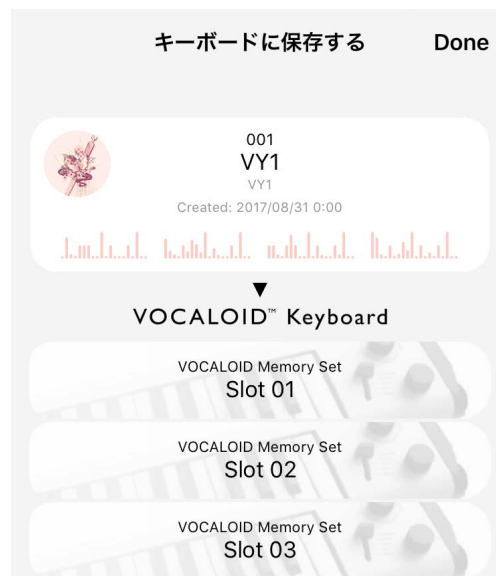 キーボードに保存する Done
001
VY1
VY1
Created: 2017/08/31 0:00
▼
VOCALOID™ Keyboard
VOCALOID Memory Set
Slot 01
VOCALOID Memory Set
Slot 02
VOCALOID Memory Set
Slot 03